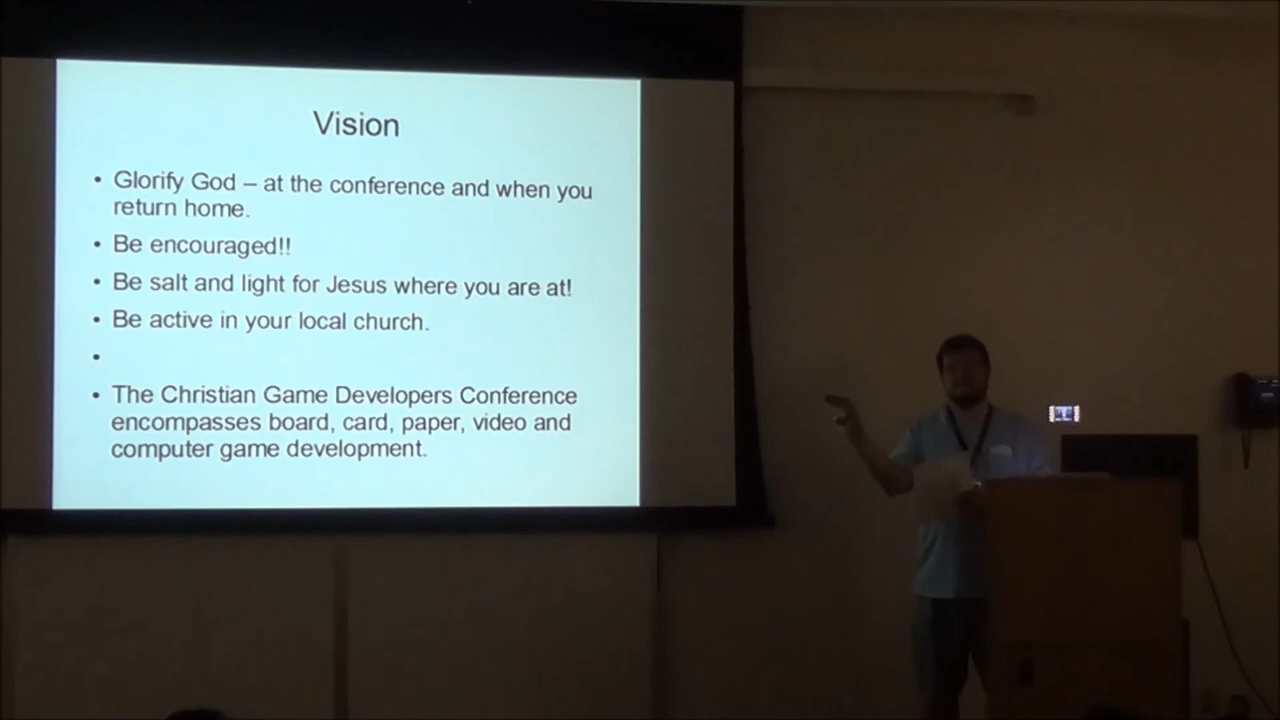 Vision
• Glorify God – at the conference and when you
return home.
• Be encouraged!!
• Be salt and light for Jesus where you are at!
• Be active in your local church.
•
• The Christian Game Developers Conference
encompasses board, card, paper, video and
computer game development.